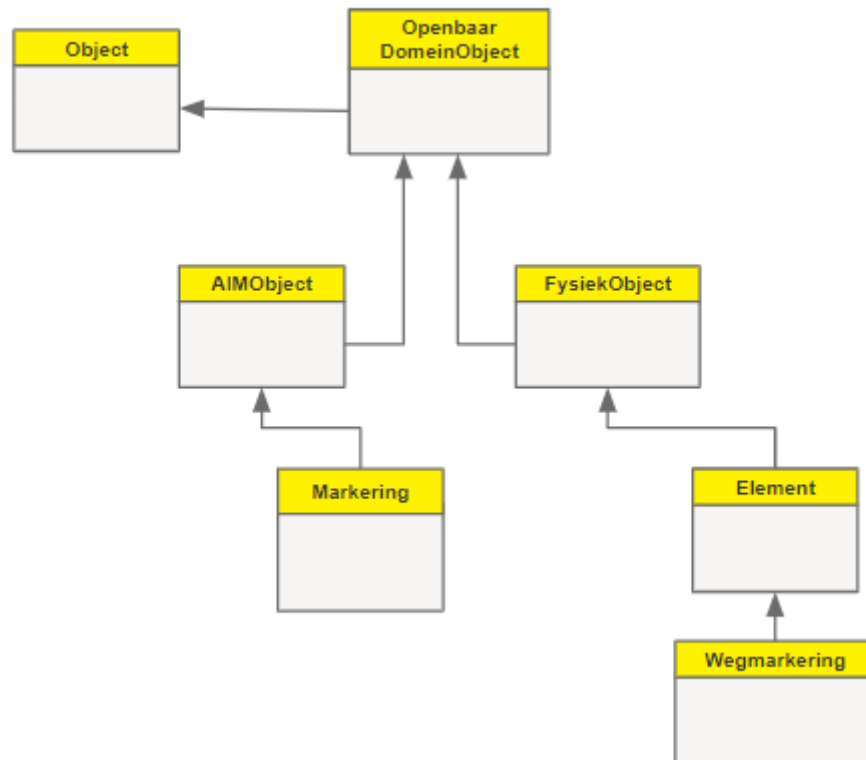 Object
Openbaar
DomeinObject
AIMObject
FysiekObject
Markering
Element
Wegmarkering